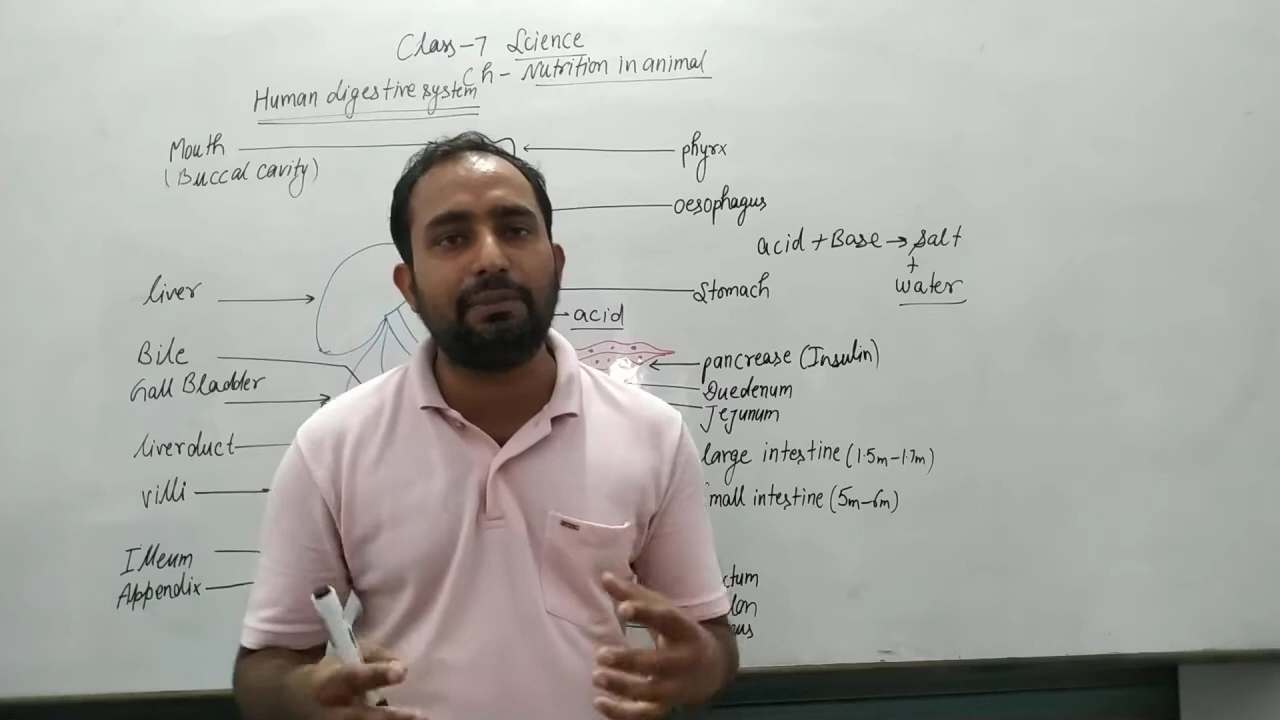 Class-7 Science
Ch - Nutrition in animal
Human digestive system
Mouth
(Buccal cavity)
phyrx
oesophagus
acid + Base → Salt
+
water
liver
Stomach
acid
Bile
pancrease (Insulin)
Gall Bladder
Duedenum
Jejunum
liverduct
large intestine (1.5m-1.7m)
villi
mall intestine (5m-6m)
Illeum
Appendix
ctum
lon
us